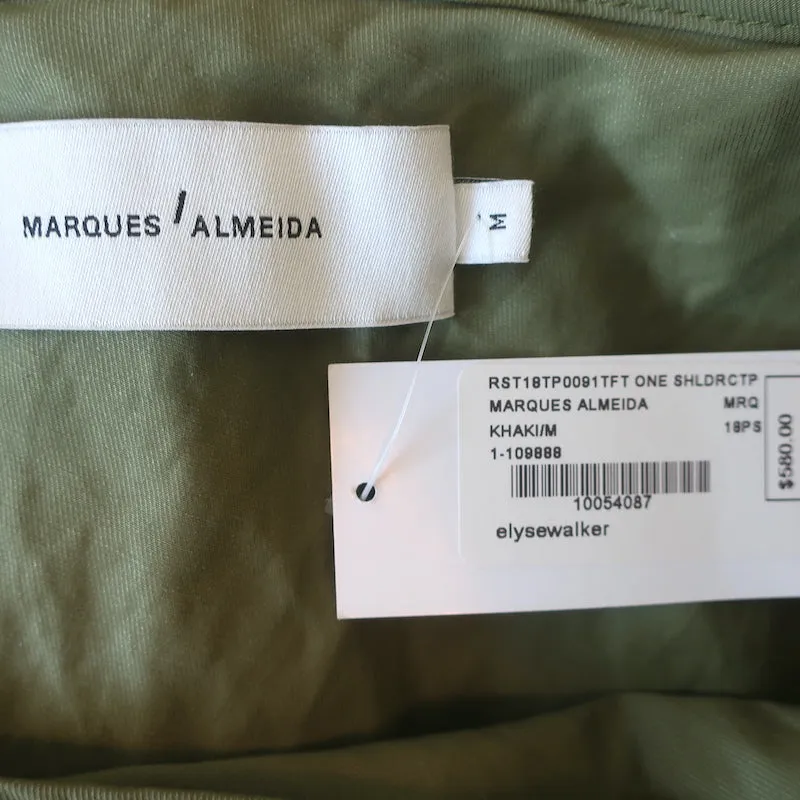 MARQUES ' ALMEIDA
M
RST18TP0091TFT ONE SHLDRCTP
MARQUES ALMEIDA MRQ
KHAKI/M 18PS
1-109888
10054087
elysewalker
$580.00